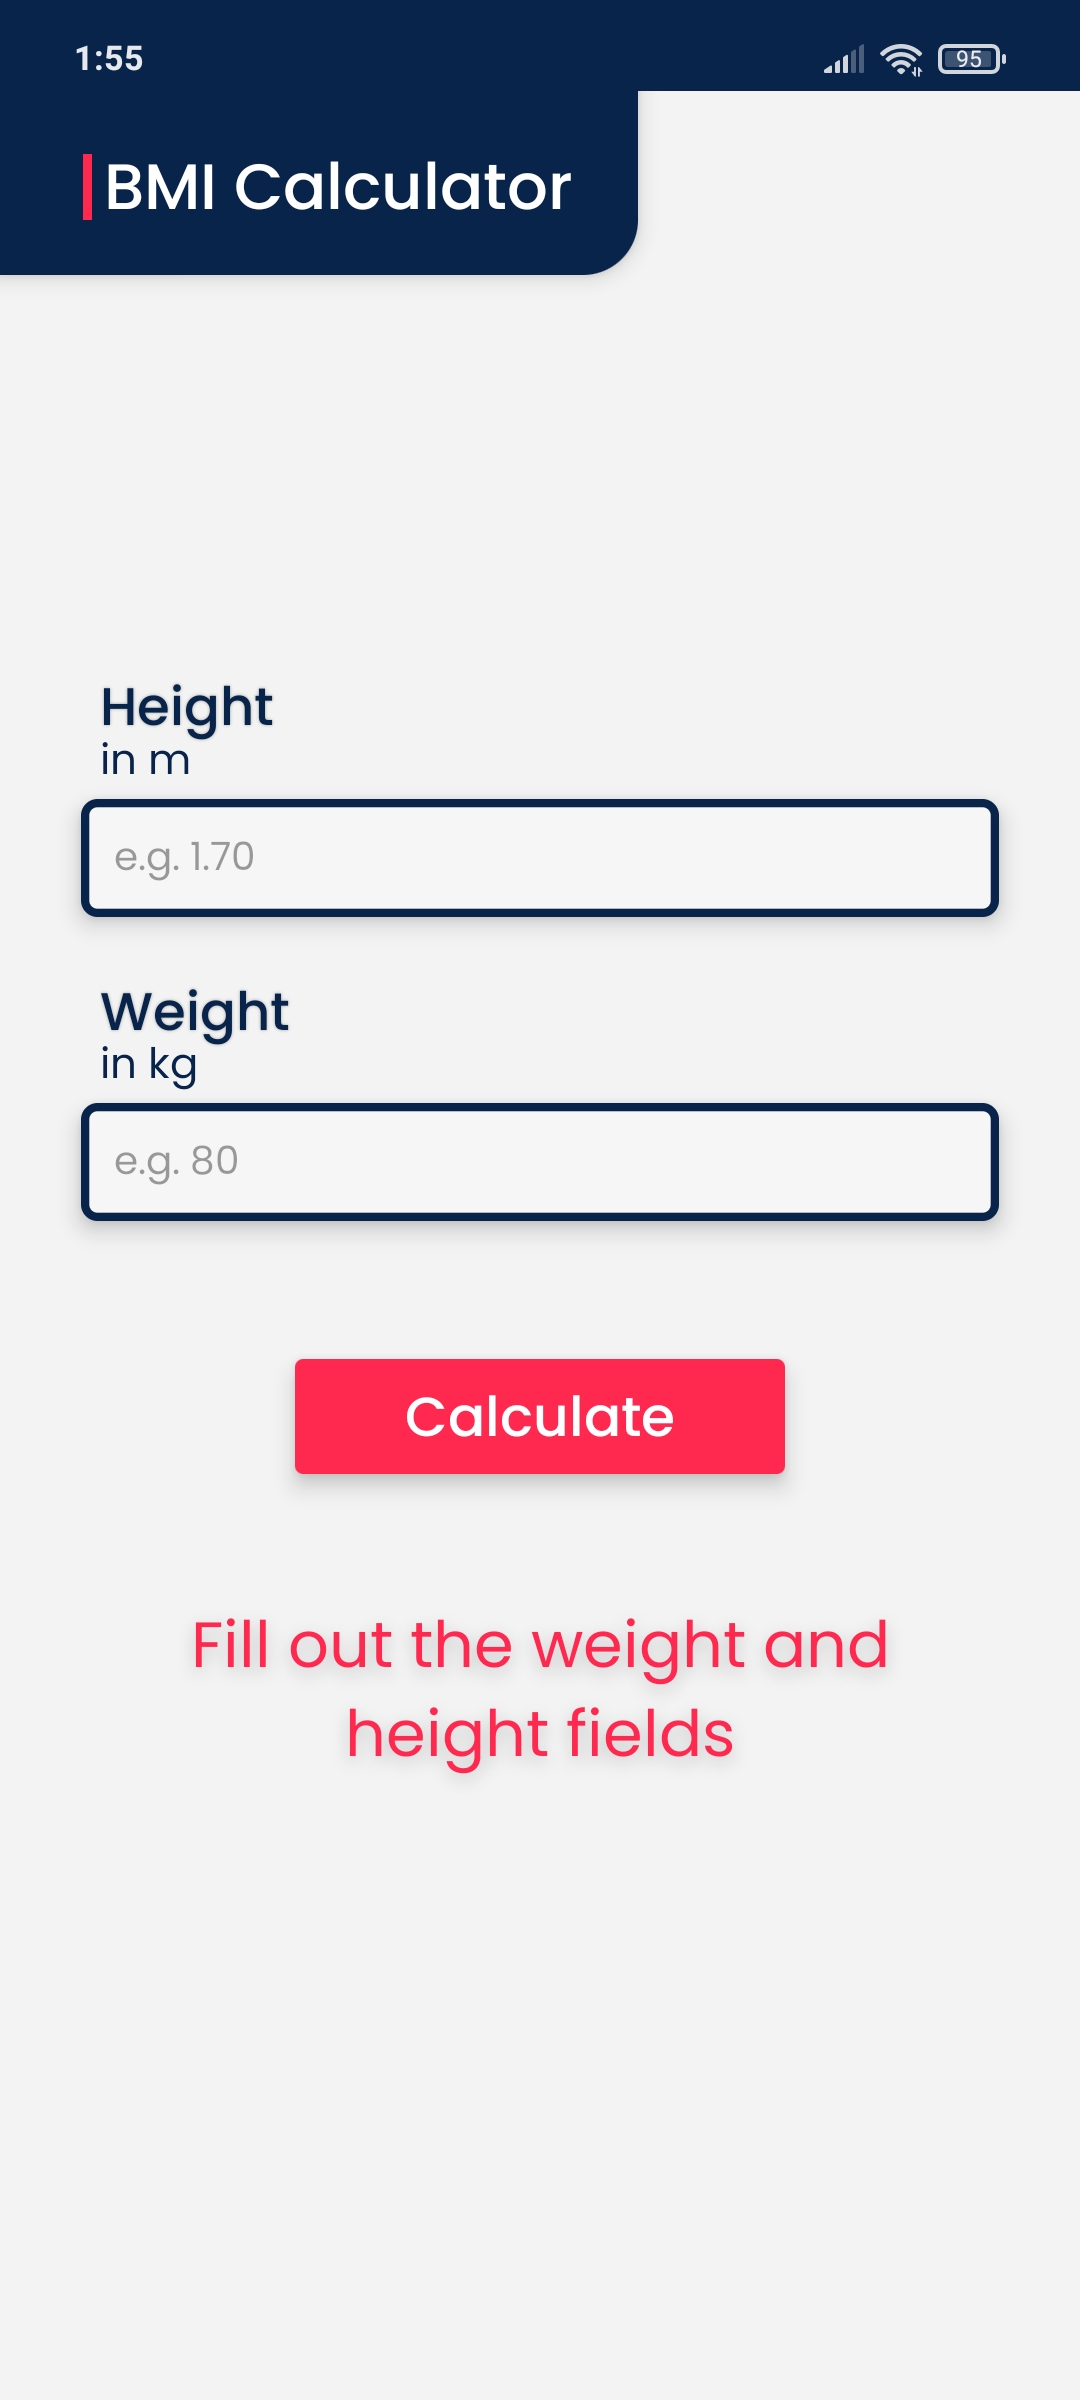 1:55
95
BMI Calculator
Height
in m
e.g. 1.70
Weight
in kg
e.g. 80
Calculate
Fill out the weight and
height fields